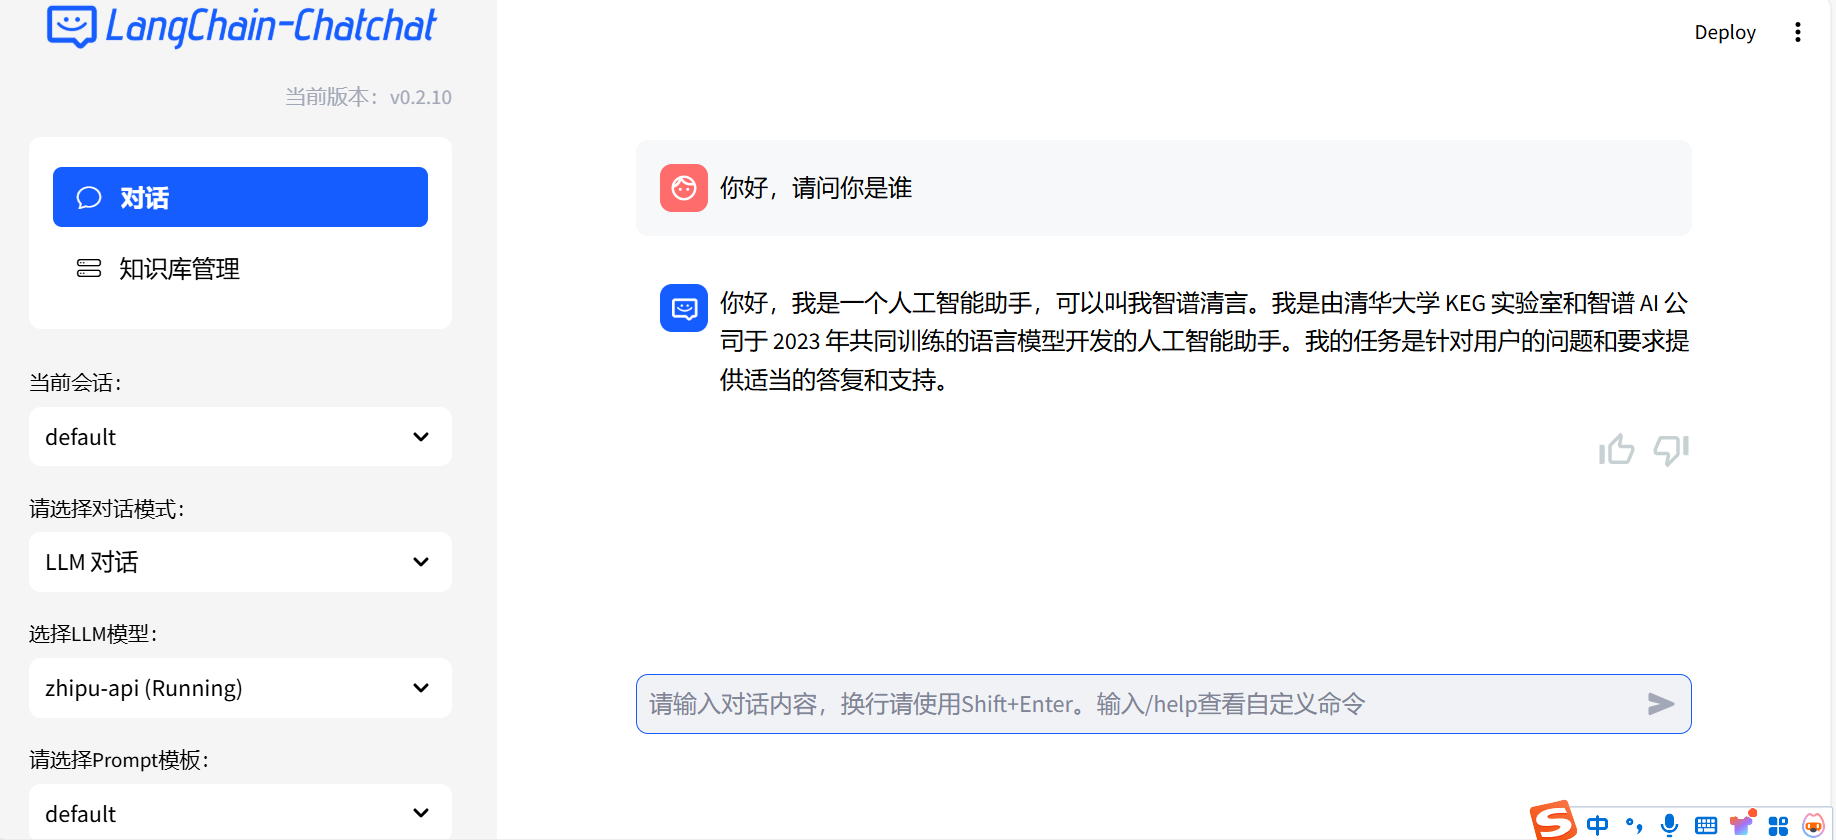 LangChain-Chatchat
当前版本：v0.2.10
对话
知识库管理
当前会话：
default
请选择对话模式：
LLM 对话
选择LLM模型：
zhipu-api (Running)
请选择Prompt模板：
default
Deploy
你好，请问你是谁
你好，我是一个人工智能助手，可以叫我智谱清言。我是由清华大学 KEG 实验室和智谱 AI 公
司于 2023 年共同训练的语言模型开发的人工智能助手。我的任务是针对用户的问题和要求提
供适当的答复和支持。
请输入对话内容，换行请使用Shift+Enter。输入/help查看自定义命令
S 中 °,